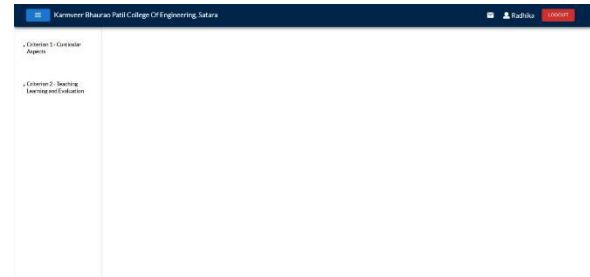 Karmveer Bhaurao Patil College Of Engineering, Satara
Radhika
LOGOUT
Criterion 1 - Curricular
Aspects
Criterion 2 - Teaching
Learning and Evaluation